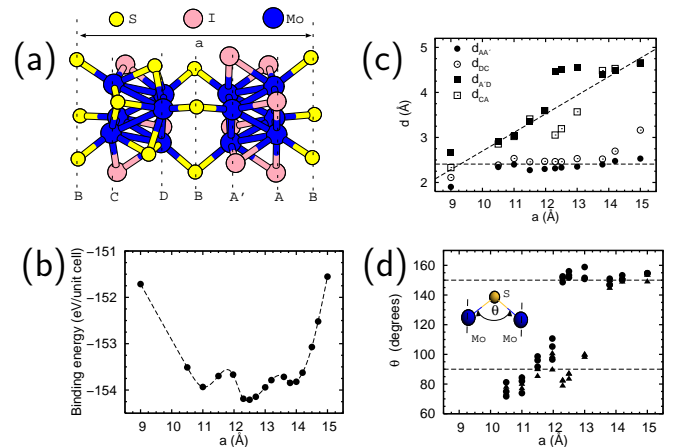 S I Mo
(a)
a
B C D B A' A B
(b)
Binding energy (eV/unit cell)
−151
−152
−153
−154
9 10 11 12 13 14 15
a (Å)
(c)
d_AA'
d_DC
d_A'D
d_CA
d (Å)
5
4
3
2
9 10 11 12 13 14 15
a (Å)
(d)
S
θ
Mo Mo
θ (degrees)
160
140
120
100
80
60
9 10 11 12 13 14 15
a (Å)